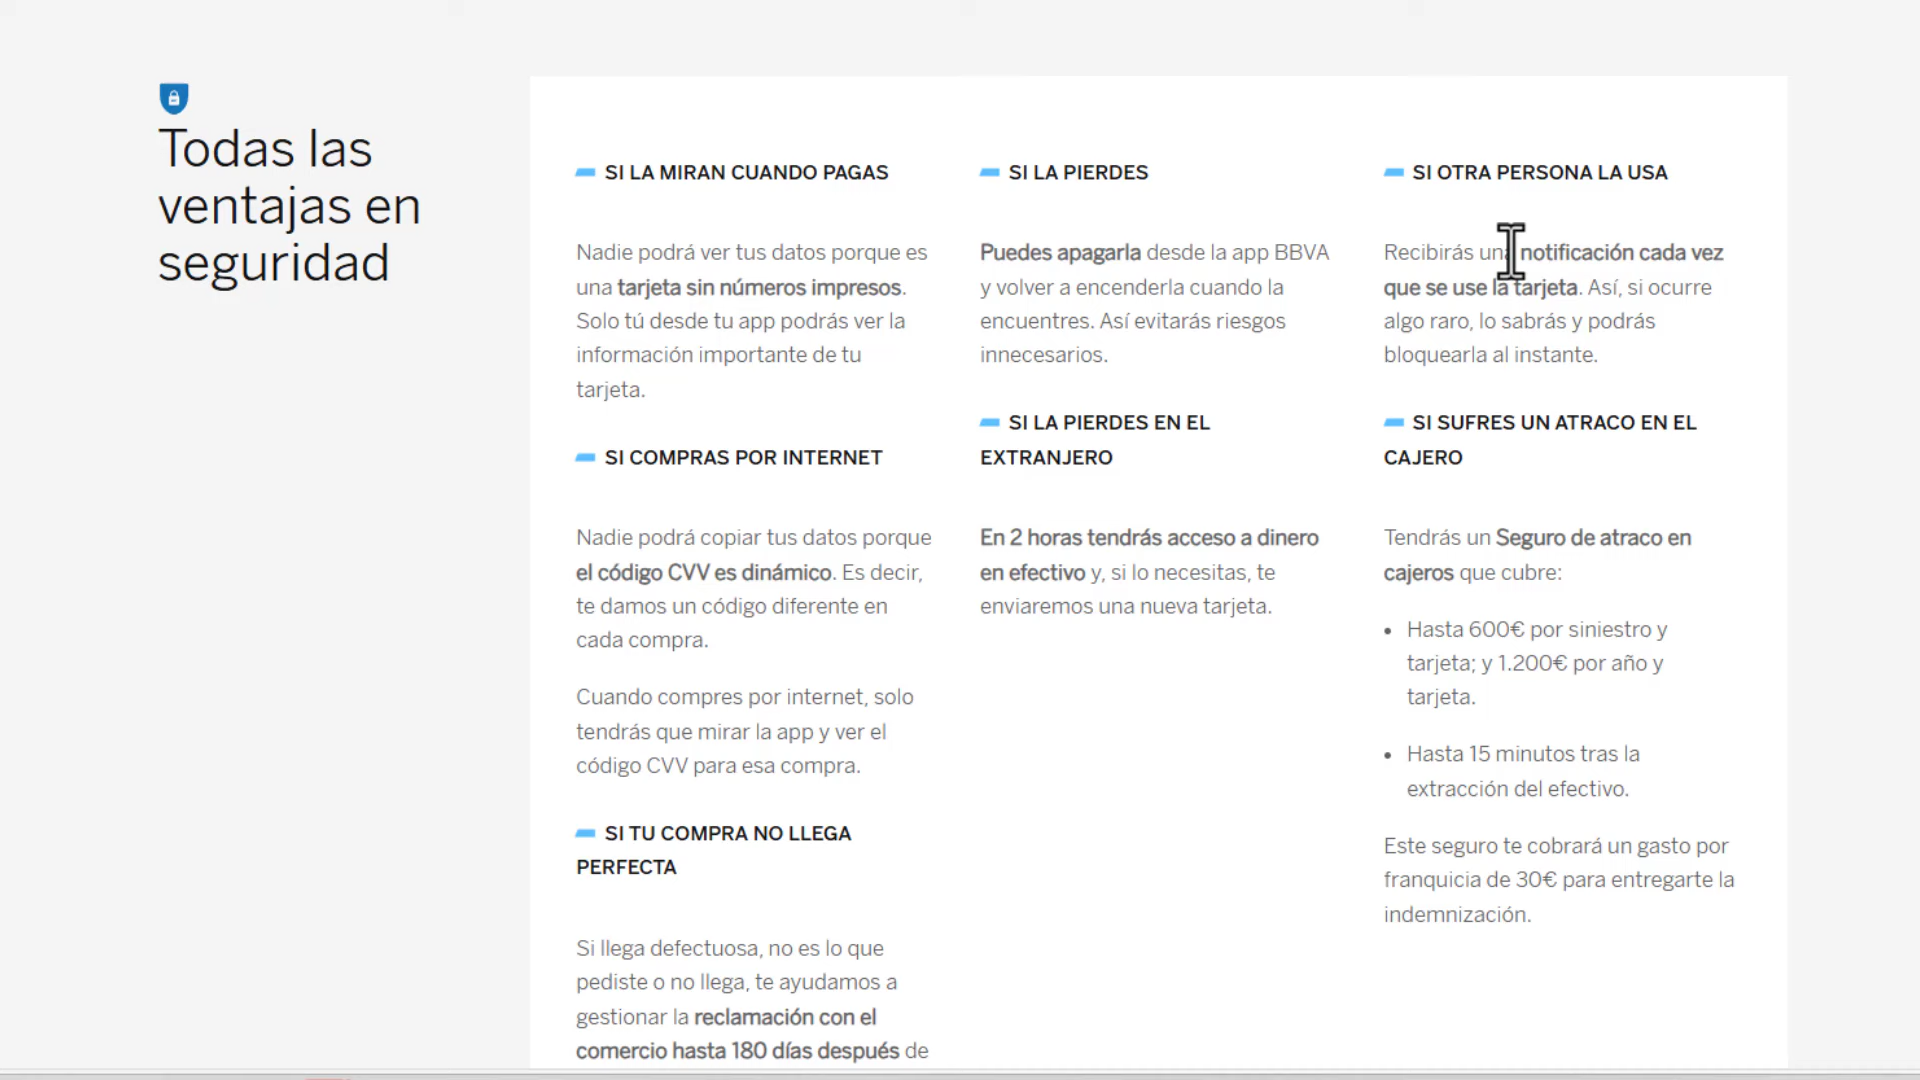 Todas las
ventajas en
seguridad
SI LA MIRAN CUANDO PAGAS
Nadie podrá ver tus datos porque es
una tarjeta sin números impresos.
Solo tú desde tu app podrás ver la
información importante de tu
tarjeta.
SI COMPRAS POR INTERNET
Nadie podrá copiar tus datos porque
el código CVV es dinámico. Es decir,
te damos un código diferente en
cada compra.
Cuando compres por internet, solo
tendrás que mirar la app y ver el
código CVV para esa compra.
SI TU COMPRA NO LLEGA
PERFECTA
Si llega defectuosa, no es lo que
pediste o no llega, te ayudamos a
gestionar la reclamación con el
comercio hasta 180 días después de
SI LA PIERDES
Puedes apagarla desde la app BBVA
y volver a encenderla cuando la
encuentres. Así evitarás riesgos
innecesarios.
SI LA PIERDES EN EL
EXTRANJERO
En 2 horas tendrás acceso a dinero
en efectivo y, si lo necesitas, te
enviaremos una nueva tarjeta.
SI OTRA PERSONA LA USA
Recibirás una notificación cada vez
que se use la tarjeta. Así, si ocurre
algo raro, lo sabrás y podrás
bloquearla al instante.
SI SUFRES UN ATRACO EN EL
CAJERO
Tendrás un Seguro de atraco en
cajeros que cubre:
• Hasta 600€ por siniestro y
tarjeta; y 1.200€ por año y
tarjeta.
• Hasta 15 minutos tras la
extracción del efectivo.
Este seguro te cobrará un gasto por
franquicia de 30€ para entregarte la
indemnización.